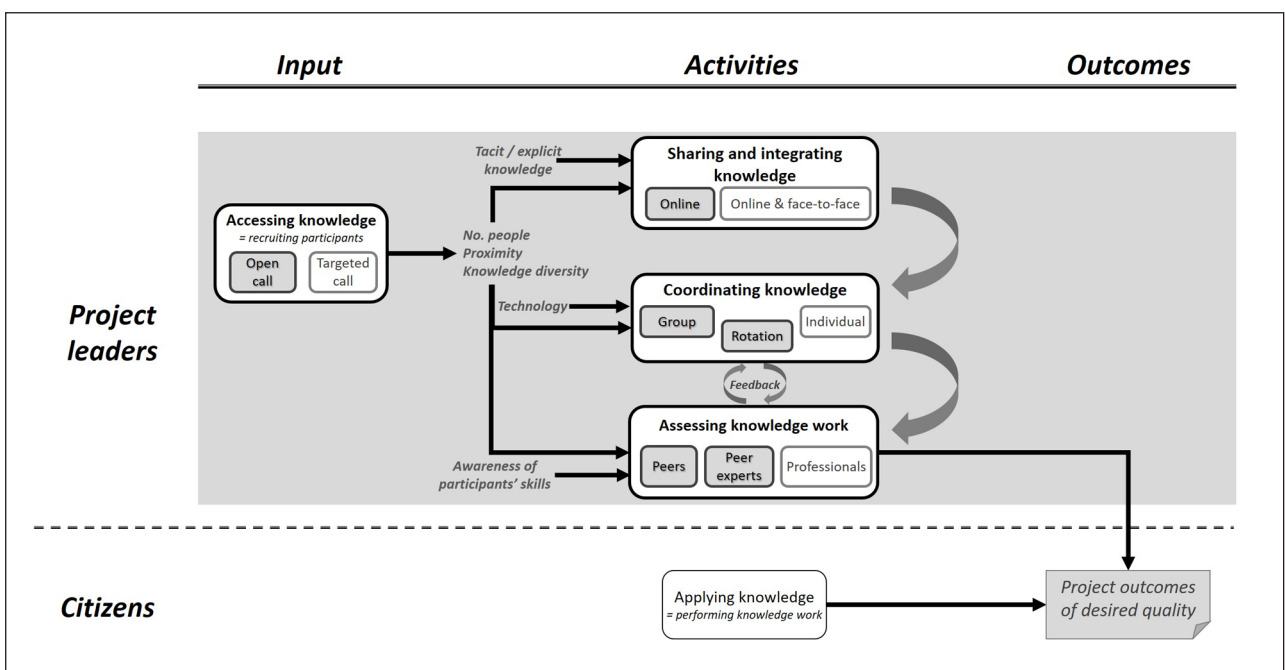 Input
Activities
Outcomes
Project
leaders
Accessing knowledge
= recruiting participants
Open
call
Targeted
call
Tacit / explicit
knowledge
No. people
Proximity
Knowledge diversity
Technology
Awareness of
participants' skills
Sharing and integrating
knowledge
Online
Online & face-to-face
Coordinating knowledge
Group
Rotation
Individual
Feedback
Assessing knowledge work
Peers
Peer
experts
Professionals
Citizens
Applying knowledge
= performing knowledge work
Project outcomes
of desired quality